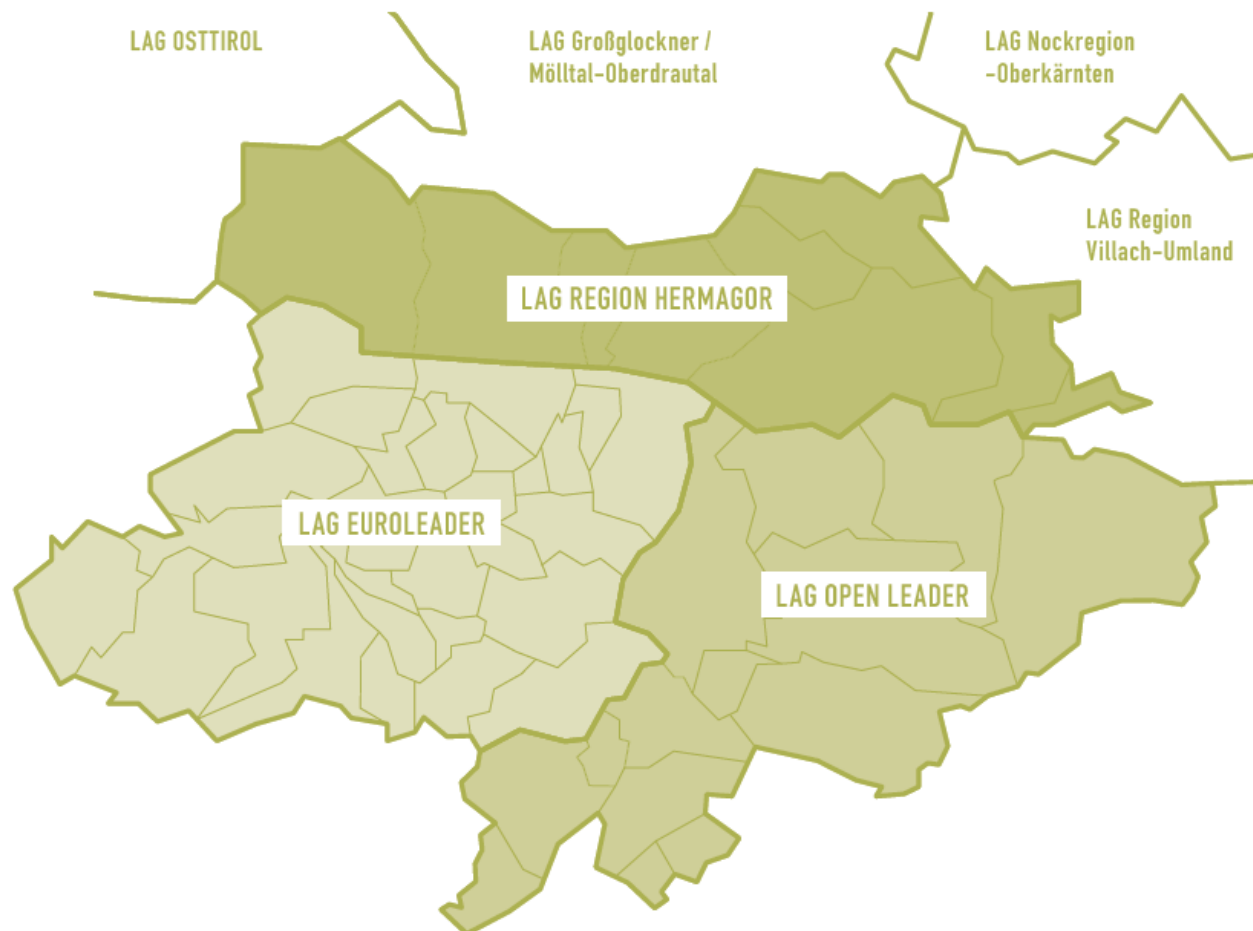 LAG OSTTIROL
LAG Großglockner /
Mölltal-Oberdrautal
LAG Nockregion
-Oberkärnten
LAG Region
Villach-Umland
LAG REGION HERMAGOR
LAG EUROLEADER
LAG OPEN LEADER